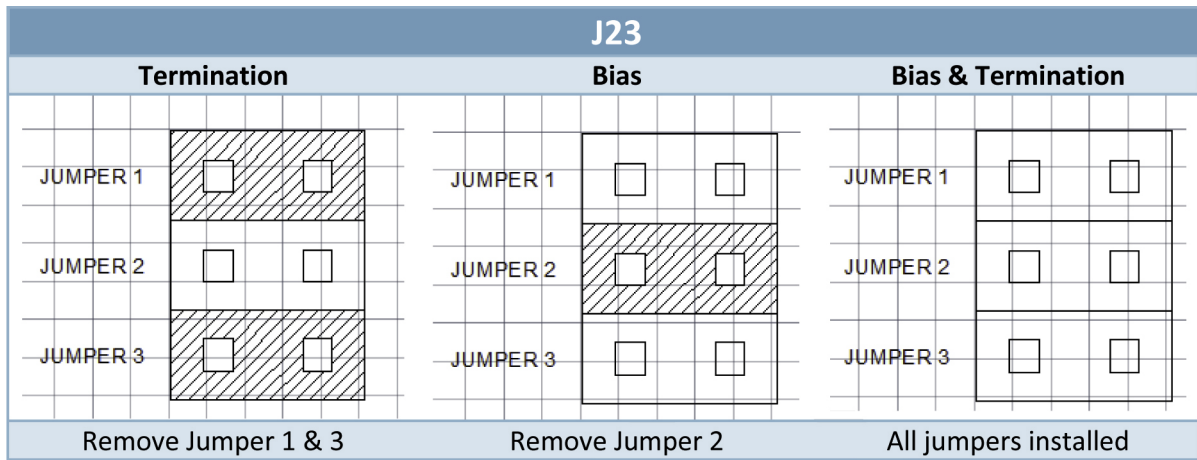 J23
Termination
Bias
Bias & Termination
JUMPER 1
JUMPER 2
JUMPER 3
JUMPER 1
JUMPER 2
JUMPER 3
JUMPER 1
JUMPER 2
JUMPER 3
Remove Jumper 1 & 3
Remove Jumper 2
All jumpers installed